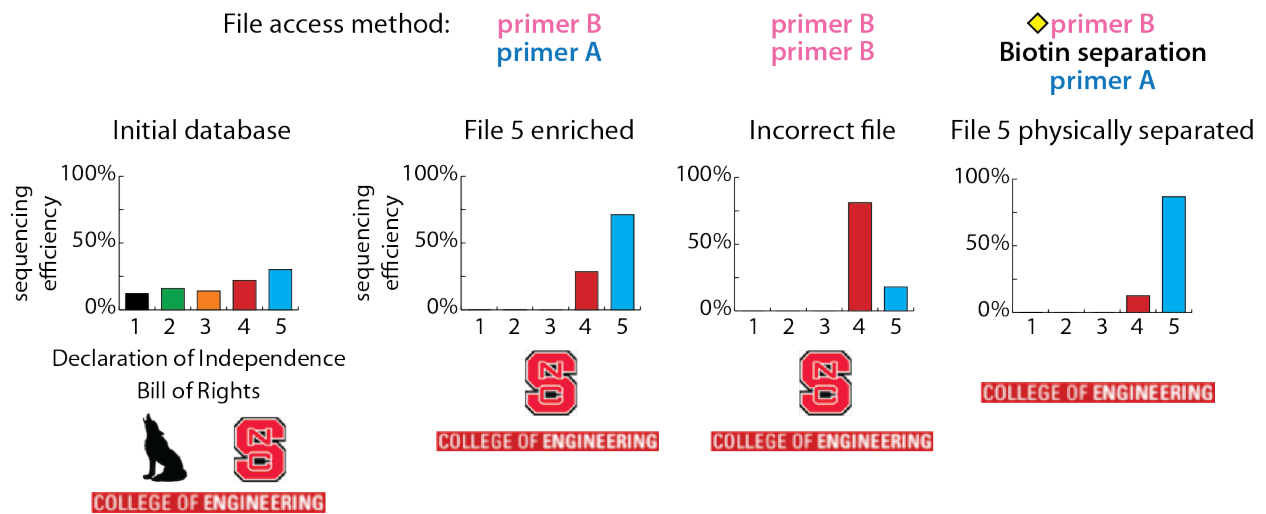 File access method:
primer B
primer A
primer B
primer B
primer B
Biotin separation
primer A
Initial database
sequencing
efficiency
100%
50%
0%
1 2 3 4 5
Declaration of Independence
Bill of Rights
NCS
COLLEGE OF ENGINEERING
File 5 enriched
sequencing
efficiency
100%
50%
0%
1 2 3 4 5
NCS
COLLEGE OF ENGINEERING
Incorrect file
100%
50%
0%
1 2 3 4 5
NCS
COLLEGE OF ENGINEERING
File 5 physically separated
100%
50%
0%
1 2 3 4 5
COLLEGE OF ENGINEERING